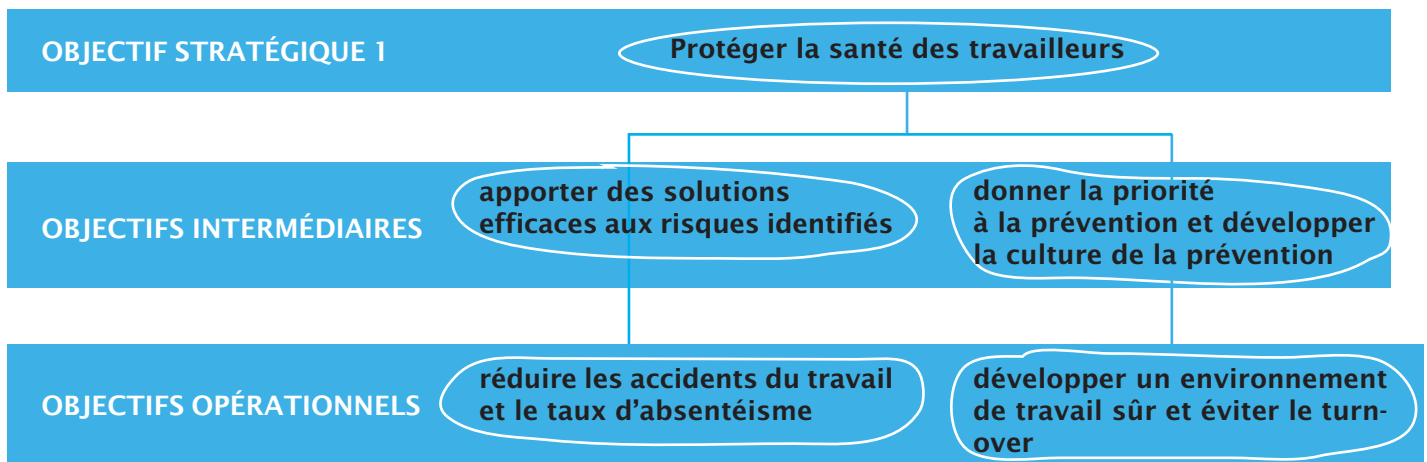 OBJECTIF STRATÉGIQUE 1
Protéger la santé des travailleurs
OBJECTIFS INTERMÉDIAIRES
apporter des solutions
efficaces aux risques identifiés
donner la priorité
à la prévention et développer
la culture de la prévention
OBJECTIFS OPÉRATIONNELS
réduire les accidents du travail
et le taux d’absentéisme
développer un environnement
de travail sûr et éviter le turn-
over